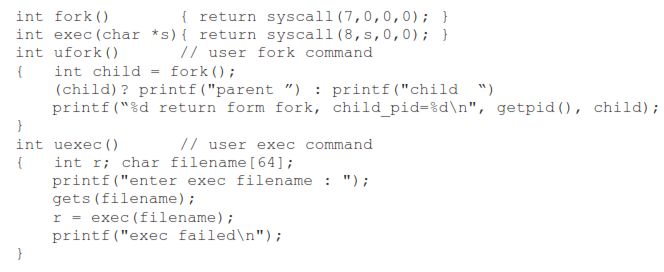 int fork()       { return syscall(7,0,0,0); }
int exec(char *s){ return syscall(8,s,0,0); }
int ufork()      // user fork command
{   int child = fork();
    (child)? printf("parent ”) : printf("child  “)
    printf(“%d return form fork, child_pid=%d\n", getpid(), child);
}
int uexec()      // user exec command
{   int r; char filename[64];
    printf("enter exec filename : ");
    gets(filename);
    r = exec(filename);
    printf("exec failed\n");
}